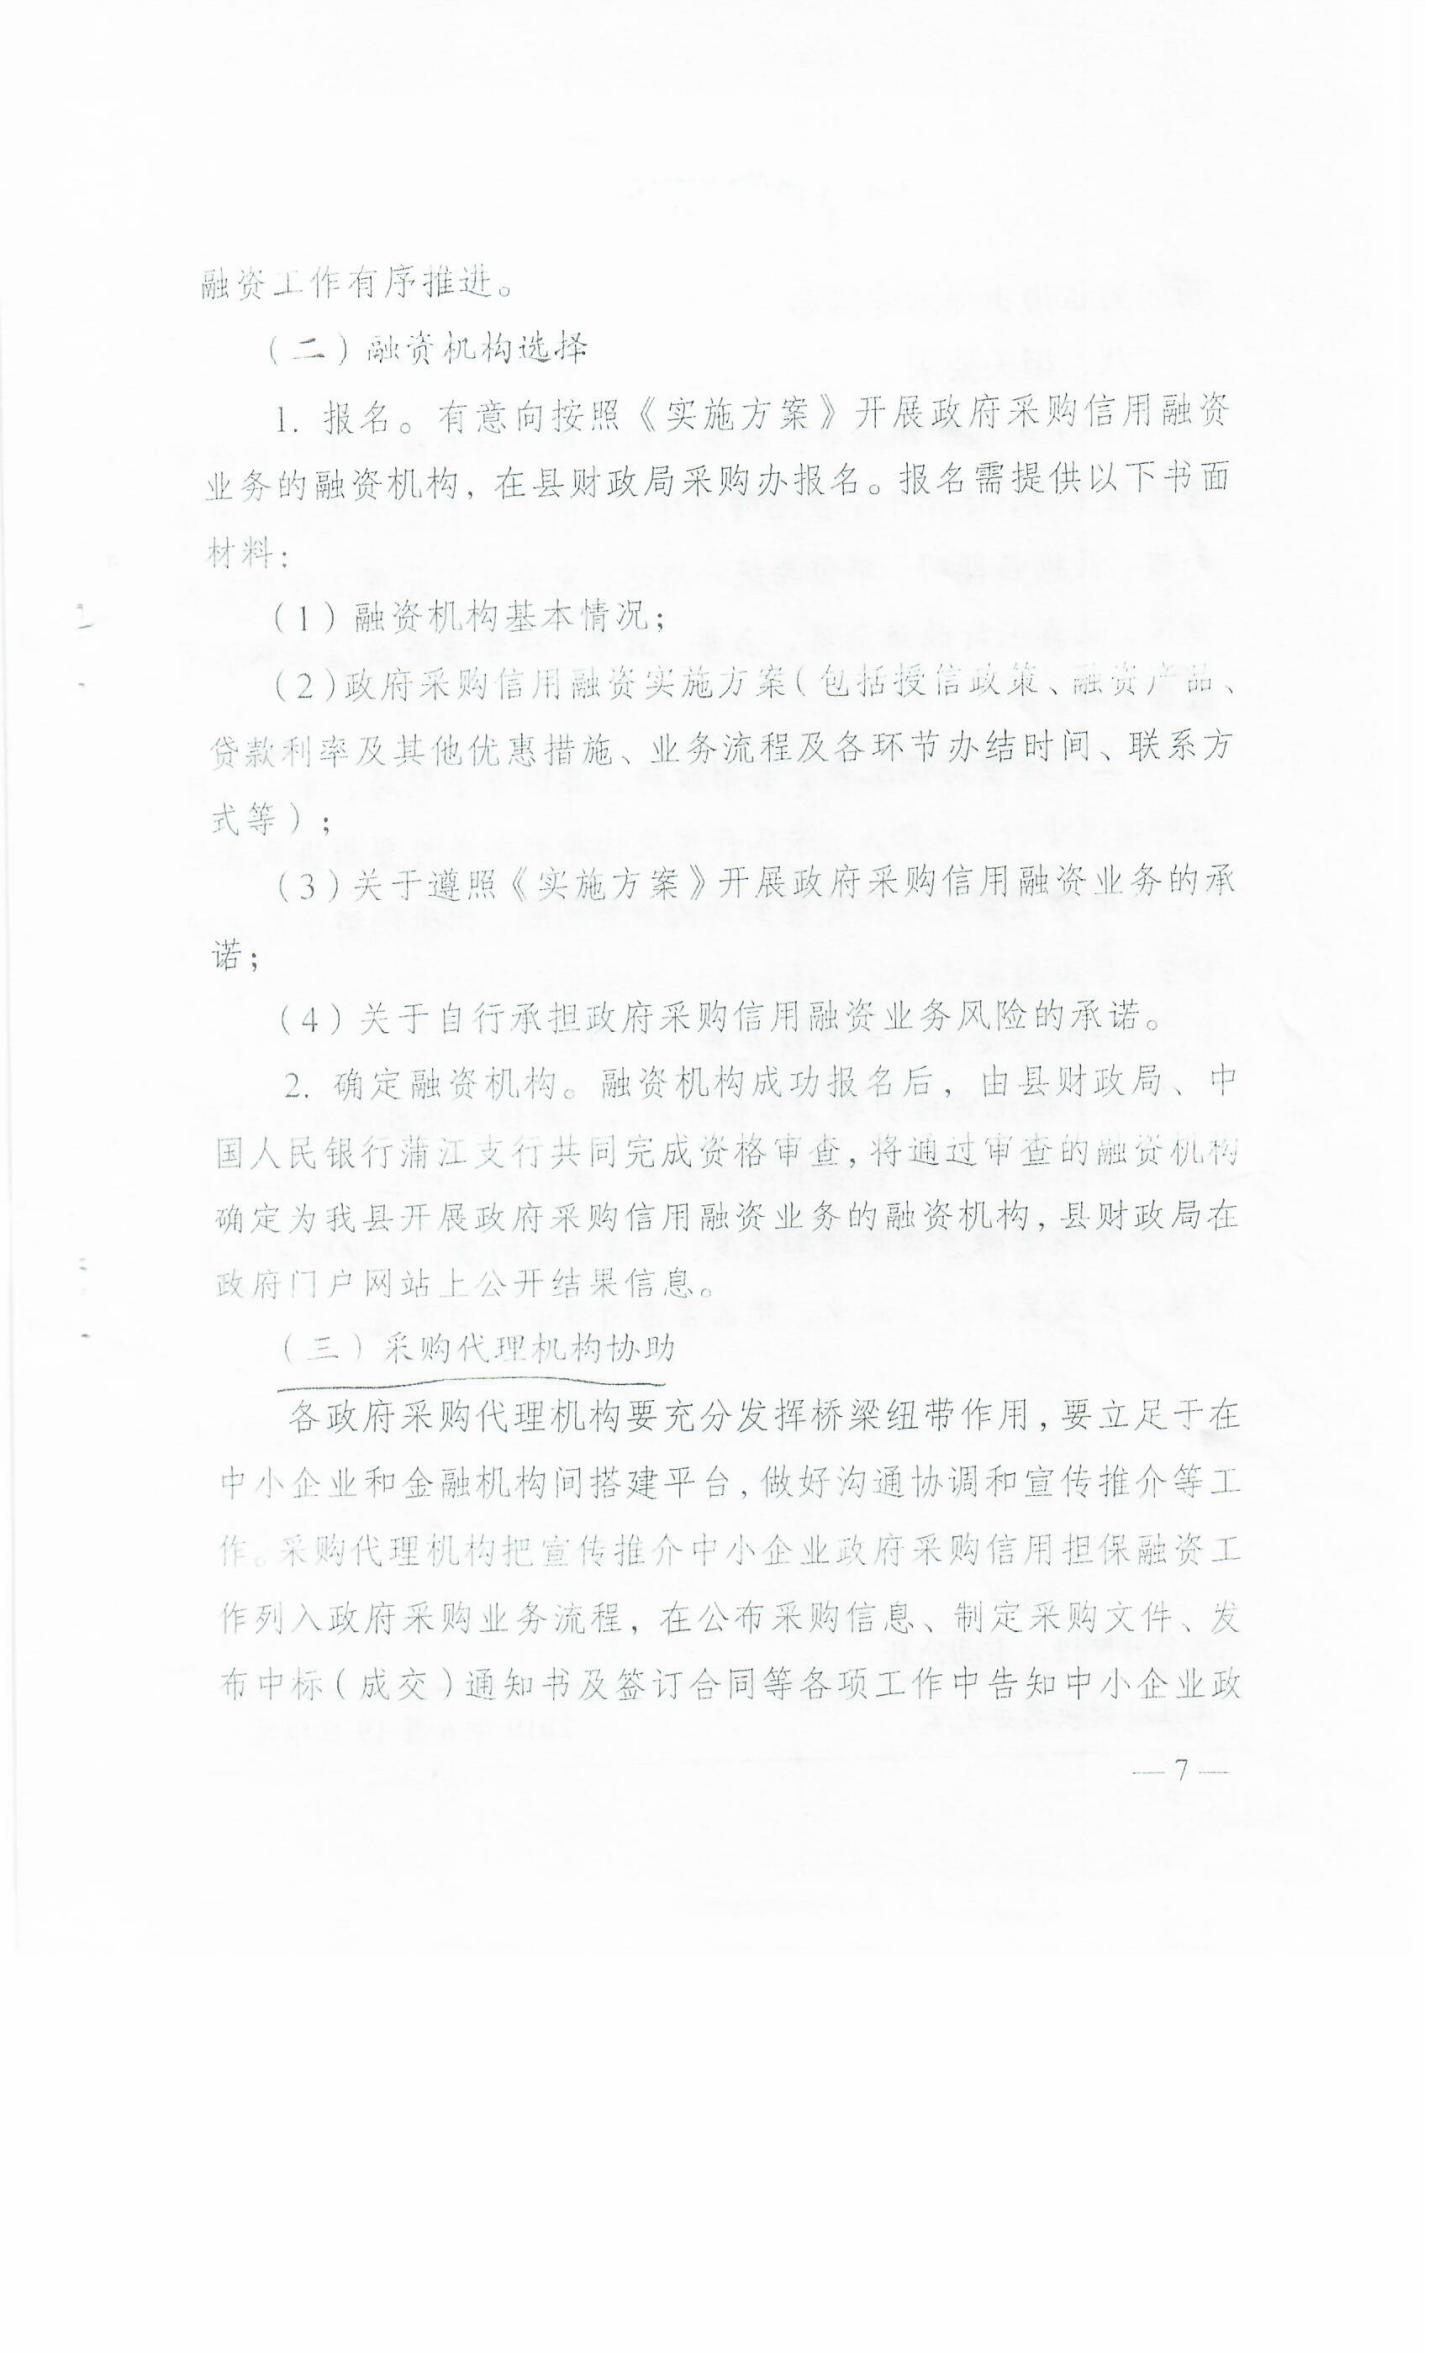 融资工作有序推进。
（二）融资机构选择
1. 报名。有意向按照《实施方案》开展政府采购信用融资
业务的融资机构，在县财政局采购办报名。报名需提供以下书面
材料：
（1）融资机构基本情况；
（2）政府采购信用融资实施方案（包括授信政策、融资产品、
贷款利率及其他优惠措施、业务流程及各环节办结时间、联系方
式等）；
（3）关于遵照《实施方案》开展政府采购信用融资业务的承
诺；
（4）关于自行承担政府采购信用融资业务风险的承诺。
2. 确定融资机构。融资机构成功报名后，由县财政局、中
国人民银行蒲江支行共同完成资格审查，将通过审查的融资机构
确定为我县开展政府采购信用融资业务的融资机构，县财政局在
政府门户网站上公开结果信息。
（三）采购代理机构协助
各政府采购代理机构要充分发挥桥梁纽带作用，要立足于在
中小企业和金融机构间搭建平台，做好沟通协调和宣传推介等工
作。采购代理机构把宣传推介中小企业政府采购信用担保融资工
作列入政府采购业务流程，在公布采购信息、制定采购文件、发
布中标（成交）通知书及签订合同等各项工作中告知中小企业政
— 7 —